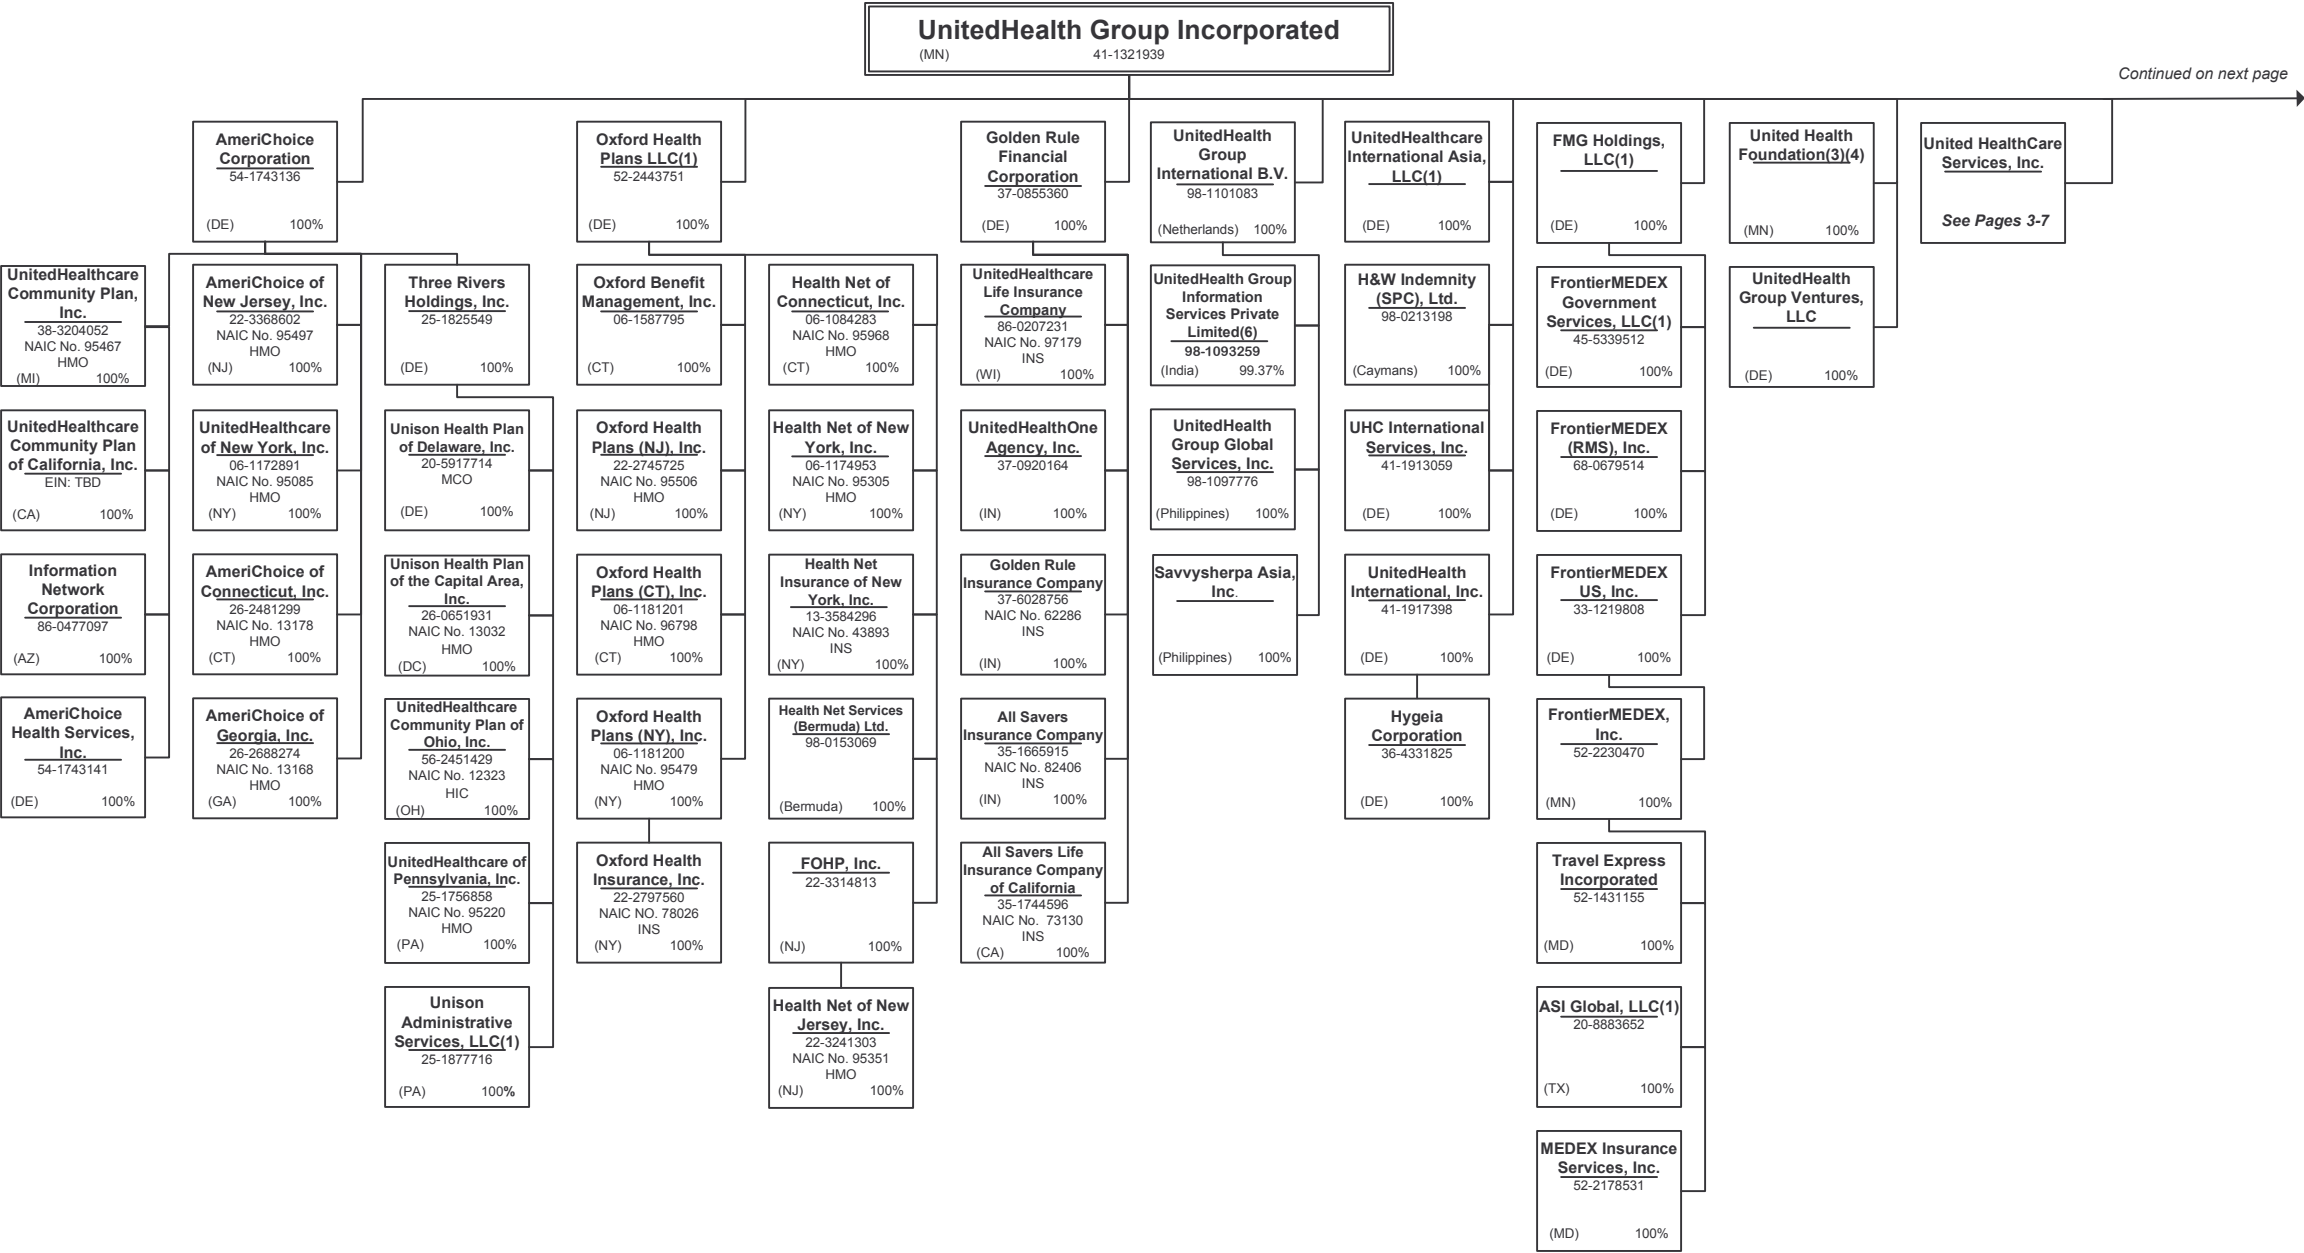 UnitedHealth Group Incorporated
(MN) 41-1321939
Continued on next page
AmeriChoice
Corporation
54-1743136
(DE) 100%
Oxford Health
Plans LLC(1)
52-2443751
(DE) 100%
Golden Rule
Financial
Corporation
37-0855360
(DE) 100%
UnitedHealth
Group
International B.V.
98-1101083
(Netherlands) 100%
UnitedHealthcare
International Asia,
LLC(1)
(DE) 100%
FMG Holdings,
LLC(1)
(DE) 100%
United Health
Foundation(3)(4)
(MN) 100%
United HealthCare
Services, Inc.
See Pages 3-7
UnitedHealthcare
Community Plan,
Inc.
38-3204052
NAIC No. 95467
HMO
(MI) 100%
AmeriChoice of
New Jersey, Inc.
22-3368602
NAIC No. 95497
HMO
(NJ) 100%
Three Rivers
Holdings, Inc.
25-1825549
(DE) 100%
Oxford Benefit
Management, Inc.
06-1587795
(CT) 100%
Health Net of
Connecticut, Inc.
06-1084283
NAIC No. 95968
HMO
(CT) 100%
UnitedHealthcare
Life Insurance
Company
86-0207231
NAIC No. 97179
INS
(WI) 100%
UnitedHealth Group
Information
Services Private
Limited(6)
98-1093259
(India) 99.37%
H&W Indemnity
(SPC), Ltd.
98-0213198
(Caymans) 100%
FrontierMEDEX
Government
Services, LLC(1)
45-5339512
(DE) 100%
UnitedHealth
Group Ventures,
LLC
(DE) 100%
UnitedHealthcare
Community Plan
of California, Inc.
EIN: TBD
(CA) 100%
UnitedHealthcare
of New York, Inc.
06-1172891
NAIC No. 95085
HMO
(NY) 100%
Unison Health Plan
of Delaware, Inc.
20-5917714
MCO
(DE) 100%
Oxford Health
Plans (NJ), Inc.
22-2745725
NAIC No. 95506
HMO
(NJ) 100%
Health Net of New
York, Inc.
06-1174953
NAIC No. 95305
HMO
(NY) 100%
UnitedHealthOne
Agency, Inc.
37-0920164
(IN) 100%
UnitedHealth
Group Global
Services, Inc.
98-1097776
(Philippines) 100%
UHC International
Services, Inc.
41-1913059
(DE) 100%
FrontierMEDEX
(RMS), Inc.
68-0679514
(DE) 100%
Information
Network
Corporation
86-0477097
(AZ) 100%
AmeriChoice of
Connecticut, Inc.
26-2481299
NAIC No. 13178
HMO
(CT) 100%
Unison Health Plan
of the Capital Area,
Inc.
26-0651931
NAIC No. 13032
HMO
(DC) 100%
Oxford Health
Plans (CT), Inc.
06-1181201
NAIC No. 96798
HMO
(CT) 100%
Health Net
Insurance of New
York, Inc.
13-3584296
NAIC No. 43893
INS
(NY) 100%
Golden Rule
Insurance Company
37-6028756
NAIC No. 62286
INS
(IN) 100%
Savvysherpa Asia,
Inc.
(Philippines) 100%
UnitedHealth
International, Inc.
41-1917398
(DE) 100%
FrontierMEDEX
US, Inc.
33-1219808
(DE) 100%
AmeriChoice
Health Services,
Inc.
54-1743141
(DE) 100%
AmeriChoice of
Georgia, Inc.
26-2688274
NAIC No. 13168
HMO
(GA) 100%
UnitedHealthcare
Community Plan of
Ohio, Inc.
56-2451429
NAIC No. 12323
HIC
(OH) 100%
Oxford Health
Plans (NY), Inc.
06-1181200
NAIC No. 95479
HMO
(NY) 100%
Health Net Services
(Bermuda) Ltd.
98-0153069
(Bermuda) 100%
All Savers
Insurance Company
35-1665915
NAIC No. 82406
INS
(IN) 100%
Hygeia
Corporation
36-4331825
(DE) 100%
FrontierMEDEX,
Inc.
52-2230470
(MN) 100%
UnitedHealthcare of
Pennsylvania, Inc.
25-1756858
NAIC No. 95220
HMO
(PA) 100%
Oxford Health
Insurance, Inc.
22-2797560
NAIC NO. 78026
INS
(NY) 100%
FOHP, Inc.
22-3314813
(NJ) 100%
All Savers Life
Insurance Company
of California
35-1744596
NAIC No. 73130
INS
(CA) 100%
Travel Express
Incorporated
52-1431155
(MD) 100%
Unison
Administrative
Services, LLC(1)
25-1877716
(PA) 100%
Health Net of New
Jersey, Inc.
22-3241303
NAIC No. 95351
HMO
(NJ) 100%
ASI Global, LLC(1)
20-8883652
(TX) 100%
MEDEX Insurance
Services, Inc.
52-2178531
(MD) 100%